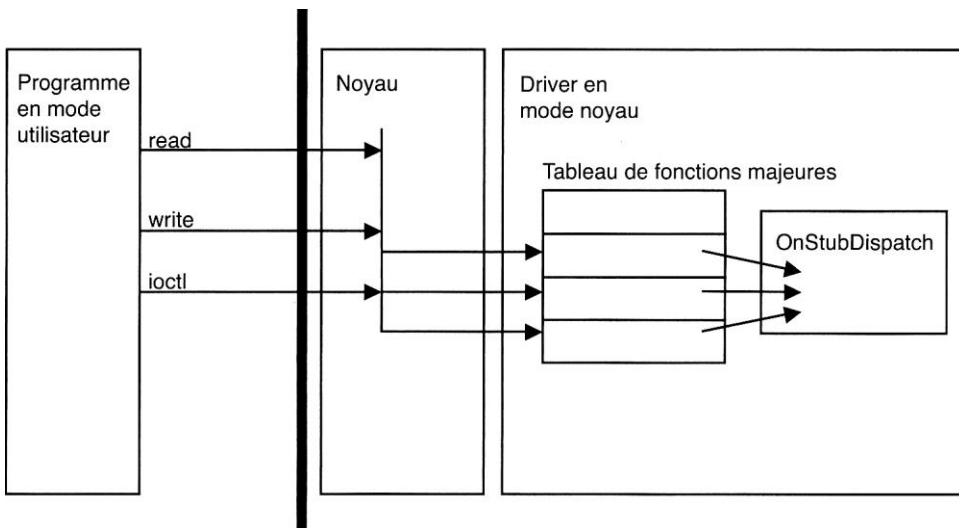 Programme
en mode
utilisateur
Noyau
Driver en
mode noyau
read
write
ioctl
Tableau de fonctions majeures
OnStubDispatch